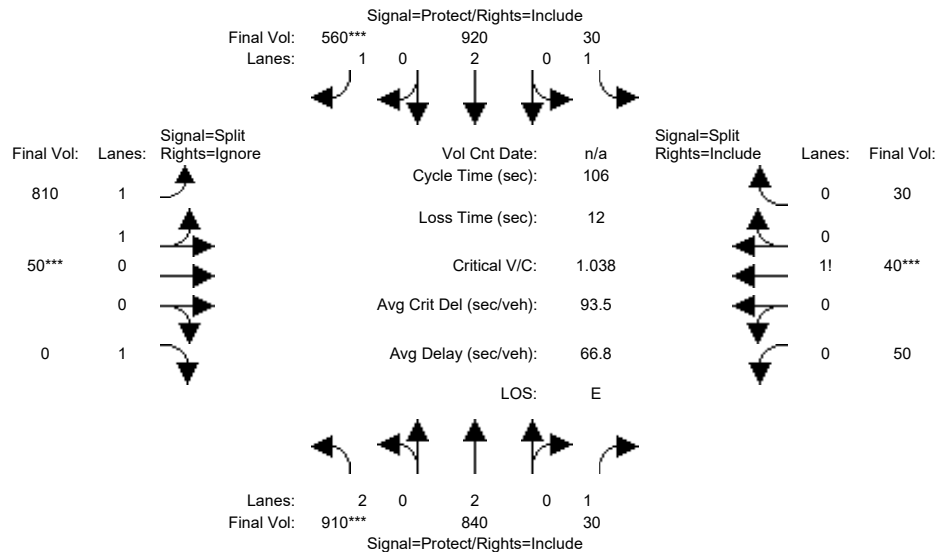 Signal=Protect/Rights=Include
Final Vol: 560*** 920 30
Lanes: 1 0 2 0 1
Signal=Split Signal=Split
Final Vol: Lanes: Rights=Ignore Vol Cnt Date: n/a Rights=Include Lanes: Final Vol:
Cycle Time (sec): 106
810 1 0 30
Loss Time (sec): 12
1 0
50*** 0 Critical V/C: 1.038 1! 40***
0 Avg Crit Del (sec/veh): 93.5 0
0 1 Avg Delay (sec/veh): 66.8 0 50
LOS: E
Lanes: 2 0 2 0 1
Final Vol: 910*** 840 30
Signal=Protect/Rights=Include